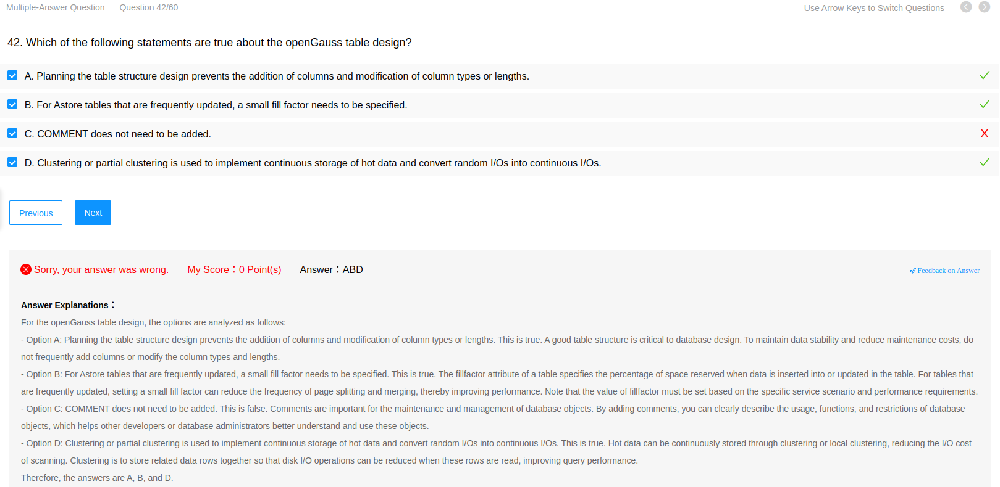 Multiple-Answer Question Question 42/60 Use Arrow Keys to Switch Questions
42. Which of the following statements are true about the openGauss table design?
A. Planning the table structure design prevents the addition of columns and modification of column types or lengths.
B. For Astore tables that are frequently updated, a small fill factor needs to be specified.
C. COMMENT does not need to be added.
D. Clustering or partial clustering is used to implement continuous storage of hot data and convert random I/Os into continuous I/Os.
Previous Next
Sorry, your answer was wrong. My Score：0 Point(s) Answer：ABD Feedback on Answer
Answer Explanations：
For the openGauss table design, the options are analyzed as follows:
- Option A: Planning the table structure design prevents the addition of columns and modification of column types or lengths. This is true. A good table structure is critical to database design. To maintain data stability and reduce maintenance costs, do
not frequently add columns or modify the column types and lengths.
- Option B: For Astore tables that are frequently updated, a small fill factor needs to be specified. This is true. The fillfactor attribute of a table specifies the percentage of space reserved when data is inserted into or updated in the table. For tables that
are frequently updated, setting a small fill factor can reduce the frequency of page splitting and merging, thereby improving performance. Note that the value of fillfactor must be set based on the specific service scenario and performance requirements.
- Option C: COMMENT does not need to be added. This is false. Comments are important for the maintenance and management of database objects. By adding comments, you can clearly describe the usage, functions, and restrictions of database
objects, which helps other developers or database administrators better understand and use these objects.
- Option D: Clustering or partial clustering is used to implement continuous storage of hot data and convert random I/Os into continuous I/Os. This is true. Hot data can be continuously stored through clustering or local clustering, reducing the I/O cost
of scanning. Clustering is to store related data rows together so that disk I/O operations can be reduced when these rows are read, improving query performance.
Therefore, the answers are A, B, and D.